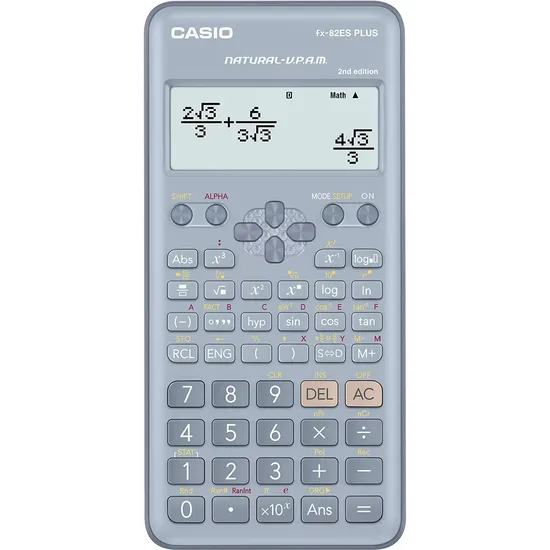 CASIO fx-82ES PLUS
NATURAL-V.P.A.M.
2nd edition
D Math ▲
2√3/3+6/3√3
4√3/3
SHIFT ALPHA MODE SETUP ON
Abs x³ x⁻¹ log
x² log ln
A FACT B C D E F
(−) hyp sin cos tan
STO X Y M− M
RCL ENG ( ) S⇔D M+
CLR INS OFF
7 8 9 DEL AC
nPr nCr
4 5 6 × ÷
STAT Pol Rec
1 2 3 + −
Rnd Ran# RanInt π e DRG▶
0 • ×10ˣ Ans =